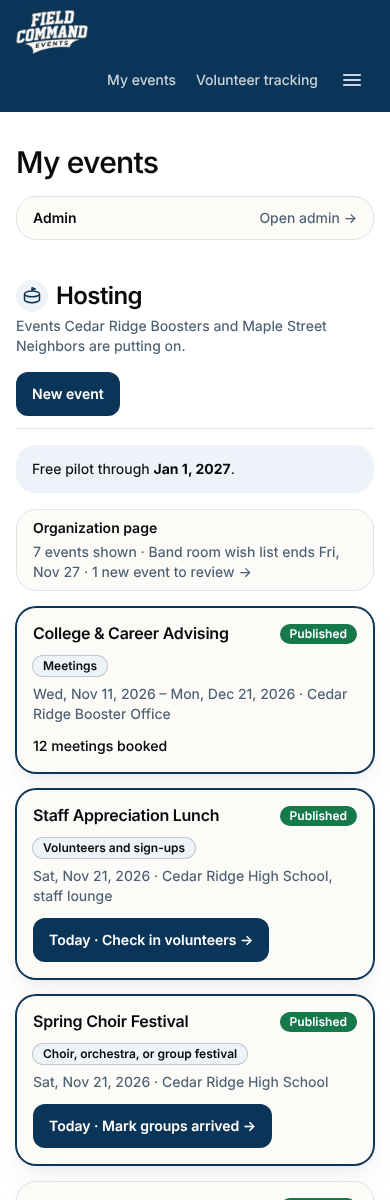 FIELD
COMMAND
EVENTS
My events
Volunteer tracking
My events
Admin
Open admin →
Hosting
Events Cedar Ridge Boosters and Maple Street
Neighbors are putting on.
New event
Free pilot through Jan 1, 2027.
Organization page
7 events shown · Band room wish list ends Fri,
Nov 27 · 1 new event to review →
College & Career Advising
Published
Meetings
Wed, Nov 11, 2026 – Mon, Dec 21, 2026 · Cedar
Ridge Booster Office
12 meetings booked
Staff Appreciation Lunch
Published
Volunteers and sign-ups
Sat, Nov 21, 2026 · Cedar Ridge High School,
staff lounge
Today · Check in volunteers →
Spring Choir Festival
Published
Choir, orchestra, or group festival
Sat, Nov 21, 2026 · Cedar Ridge High School
Today · Mark groups arrived →